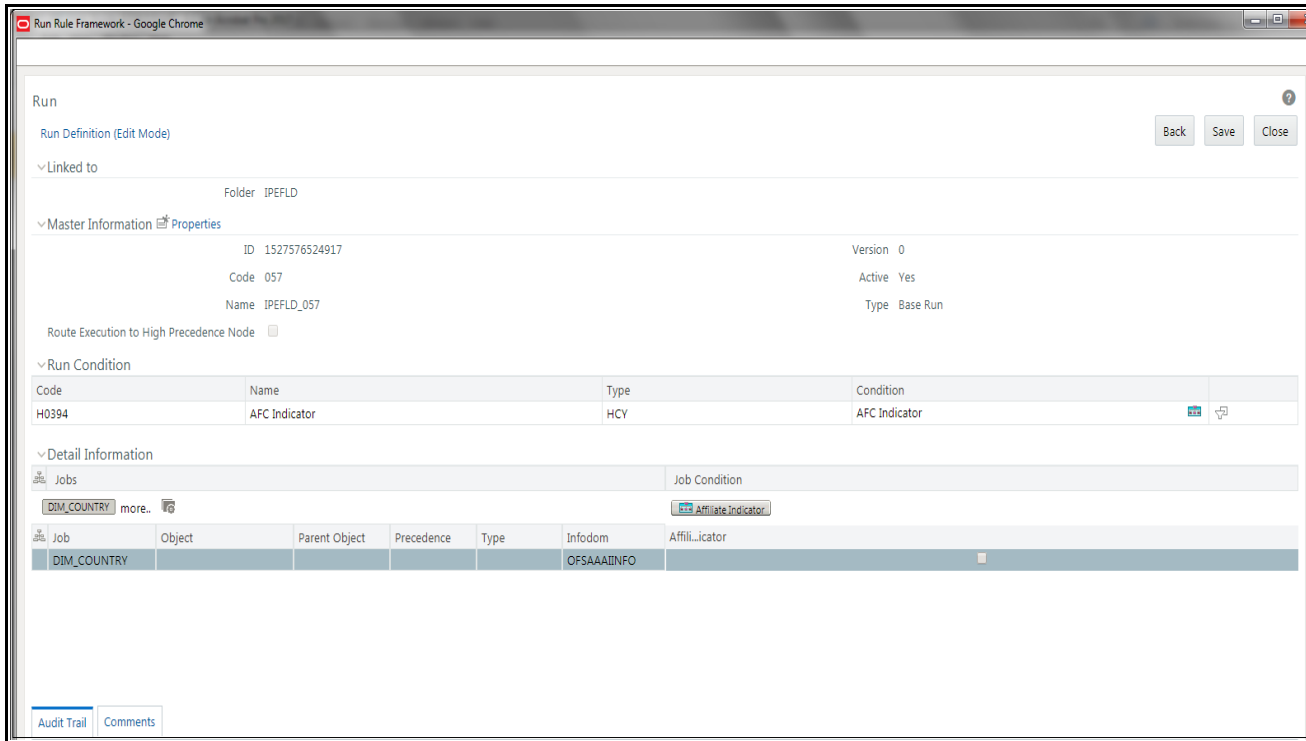 Run Rule Framework - Google Chrome
Run
Run Definition (Edit Mode)
Back Save Close
Linked to
Folder IPEFLD
Master Information Properties
ID 1527576524917 Version 0
Code 057 Active Yes
Name IPEFLD_057 Type Base Run
Route Execution to High Precedence Node
Run Condition
Code Name Type Condition
H0394 AFC Indicator HCY AFC Indicator
Detail Information
Jobs Job Condition
DIM_COUNTRY more.. Affiliate Indicator
Job Object Parent Object Precedence Type Infodom Affili...icator
DIM_COUNTRY OFSAAAIINFO
Audit Trail Comments